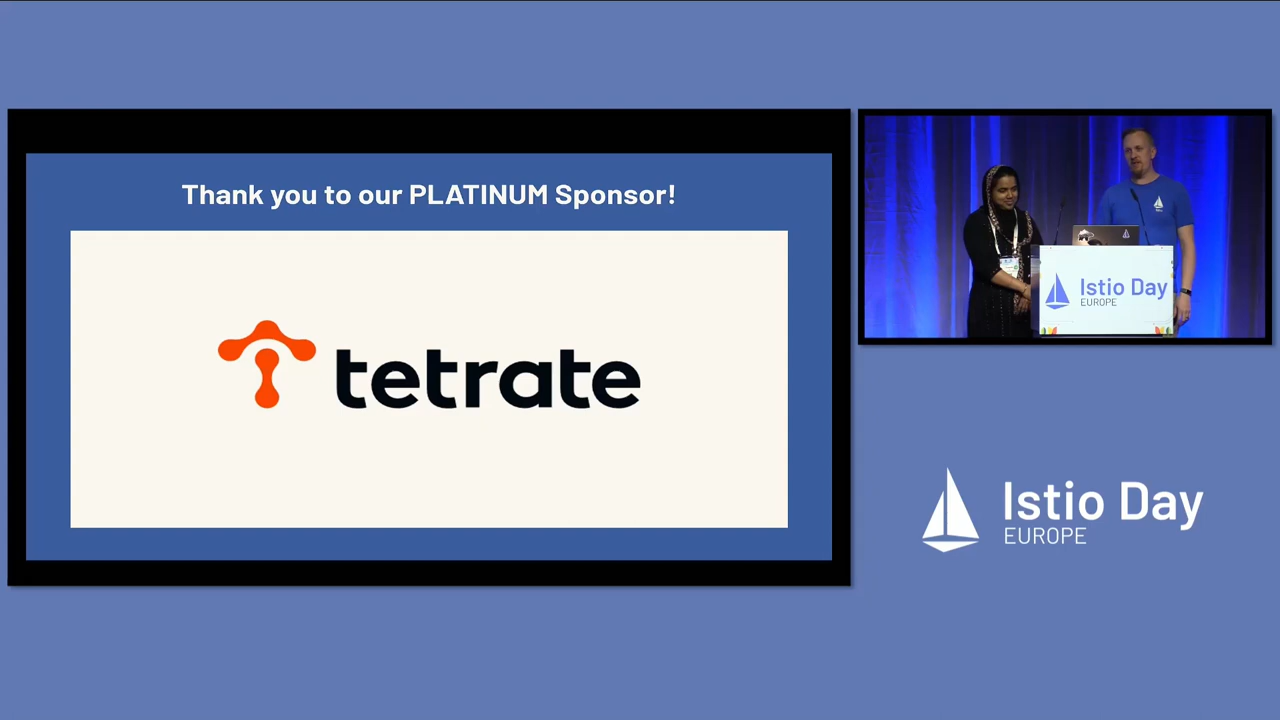 Thank you to our PLATINUM Sponsor!
tetrate
Istio Day
EUROPE
Istio Day
EUROPE